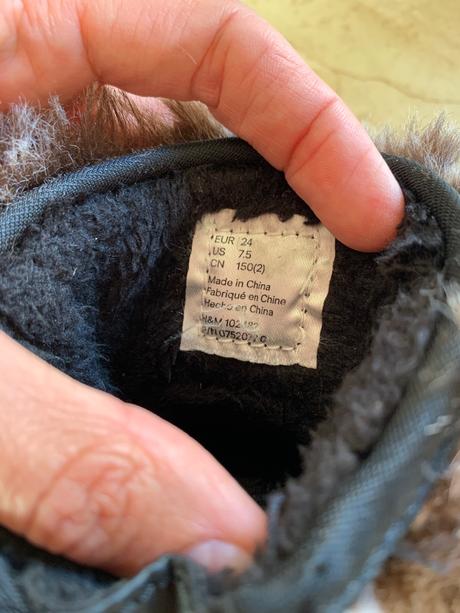 EUR 24
US 7.5
CN 150(2)
Made in China
Fabriqué en Chine
Hecho en China
H&M
P/N